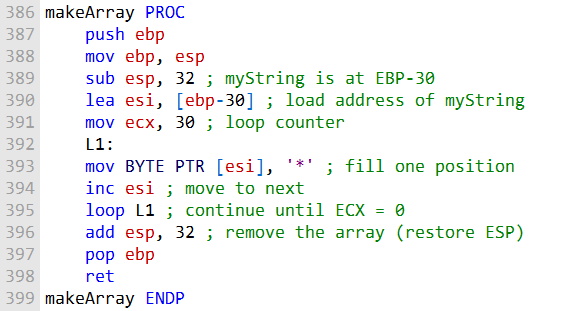 386 makeArray PROC
387     push ebp
388     mov ebp, esp
389     sub esp, 32 ; myString is at EBP-30
390     lea esi, [ebp-30] ; load address of myString
391     mov ecx, 30 ; loop counter
392     L1:
393     mov BYTE PTR [esi], '*' ; fill one position
394     inc esi ; move to next
395     loop L1 ; continue until ECX = 0
396     add esp, 32 ; remove the array (restore ESP)
397     pop ebp
398     ret
399 makeArray ENDP